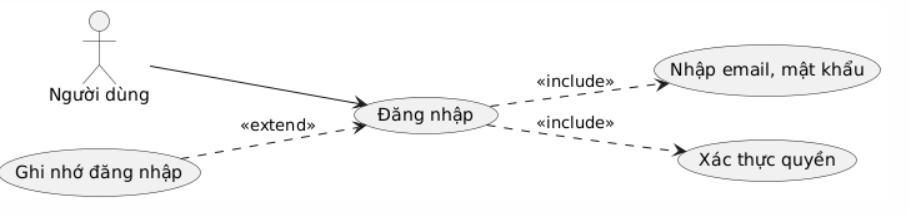 Người dùng
Ghi nhớ đăng nhập
«extend»
Đăng nhập
«include»
«include»
Nhập email, mật khẩu
Xác thực quyền